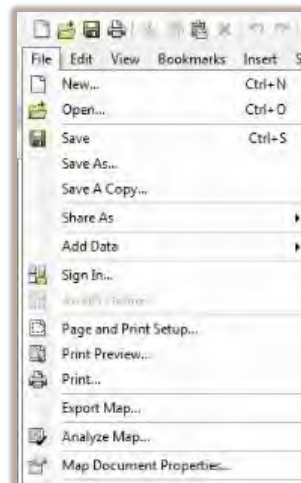 File Edit View Bookmarks Insert S
New... Ctrl+N
Open... Ctrl+O
Save Ctrl+S
Save As...
Save A Copy...
Share As
Add Data
Sign In...
Page and Print Setup...
Print Preview...
Print...
Export Map...
Analyze Map...
Map Document Properties...